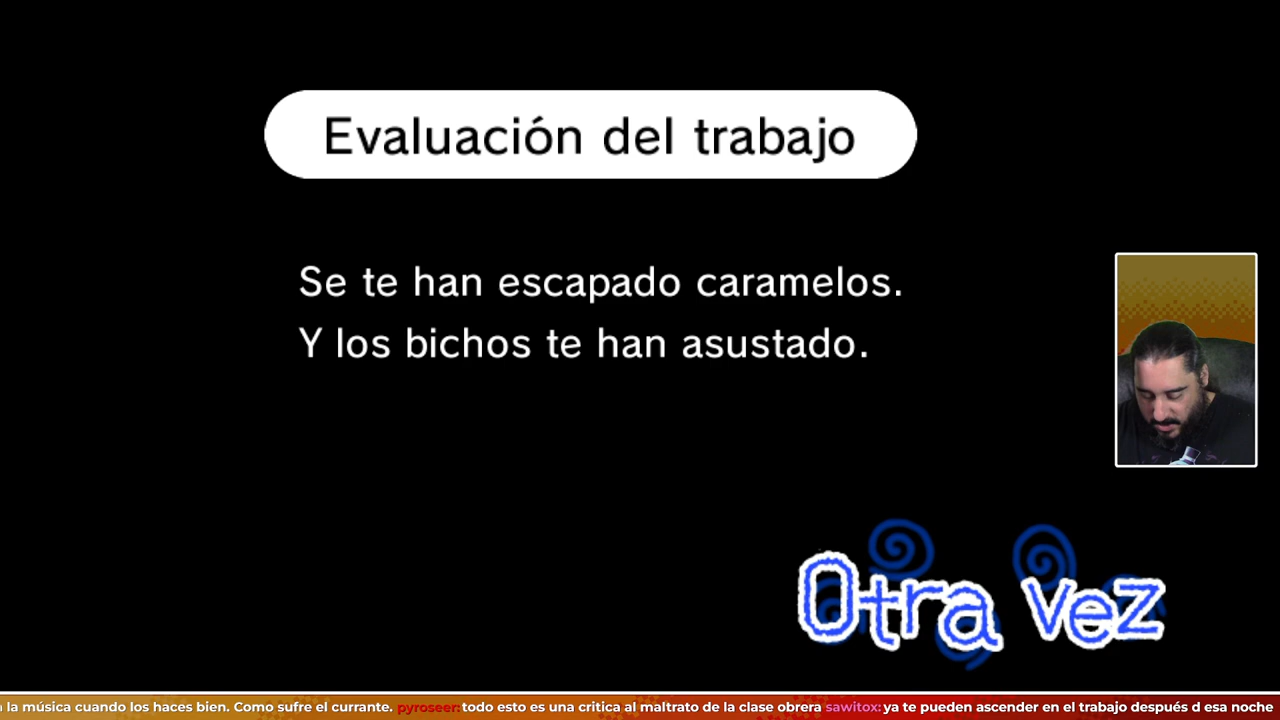 Evaluación del trabajo
Se te han escapado caramelos.
Y los bichos te han asustado.
Otra vez
la música cuando los haces bien. Como sufre el currante. pyroseer: todo esto es una critica al maltrato de la clase obrera sawitox: ya te pueden ascender en el trabajo después d esa noche